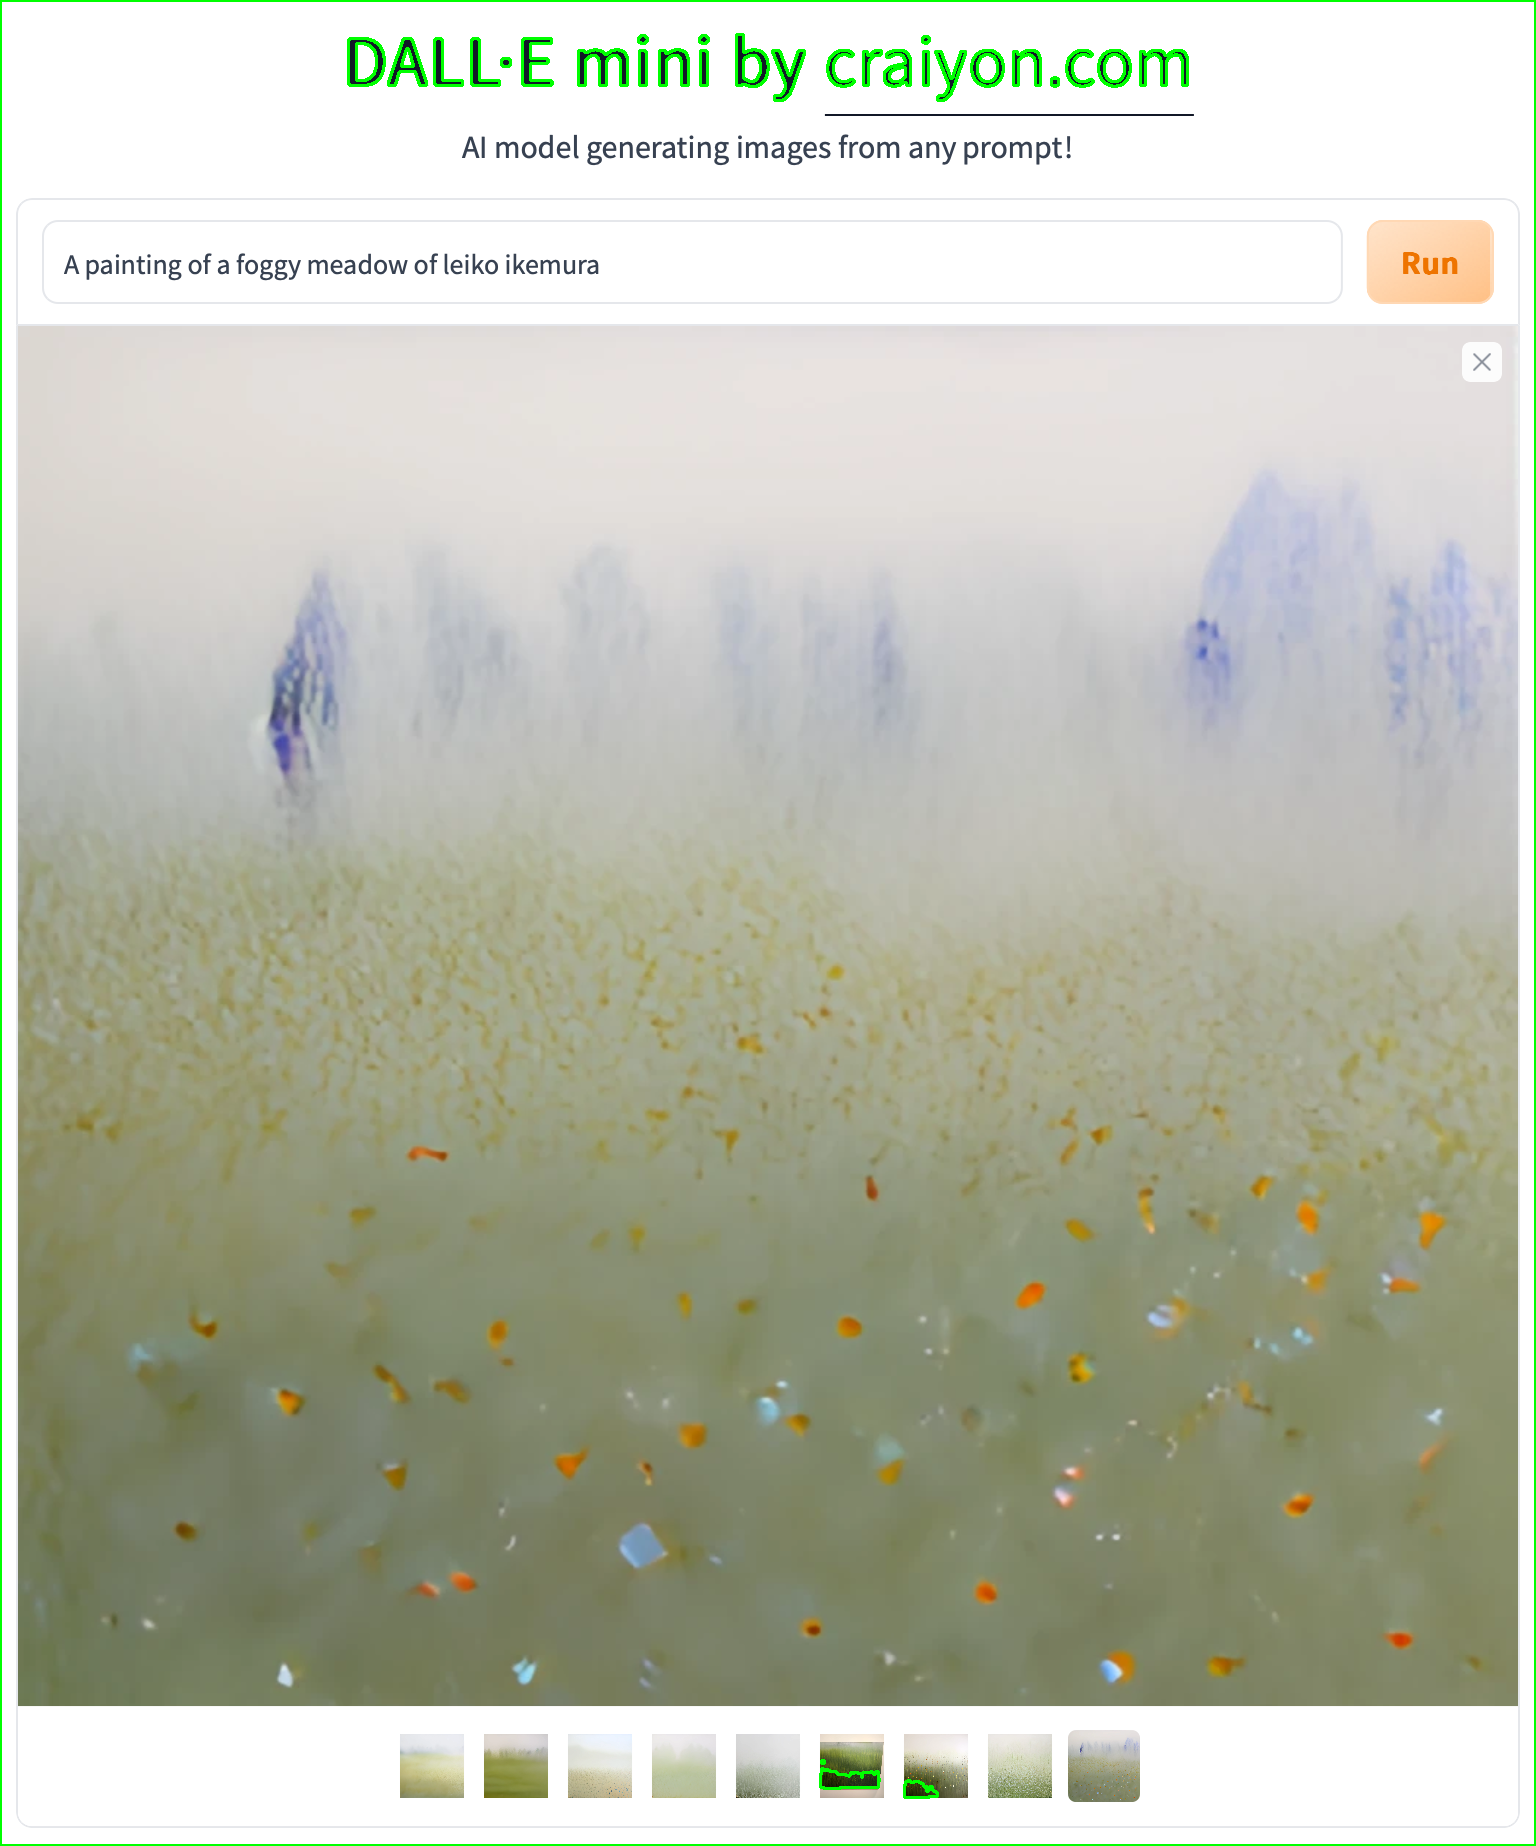 DALL·E mini by craiyon.com
AI model generating images from any prompt!
A painting of a foggy meadow of leiko ikemura
Run